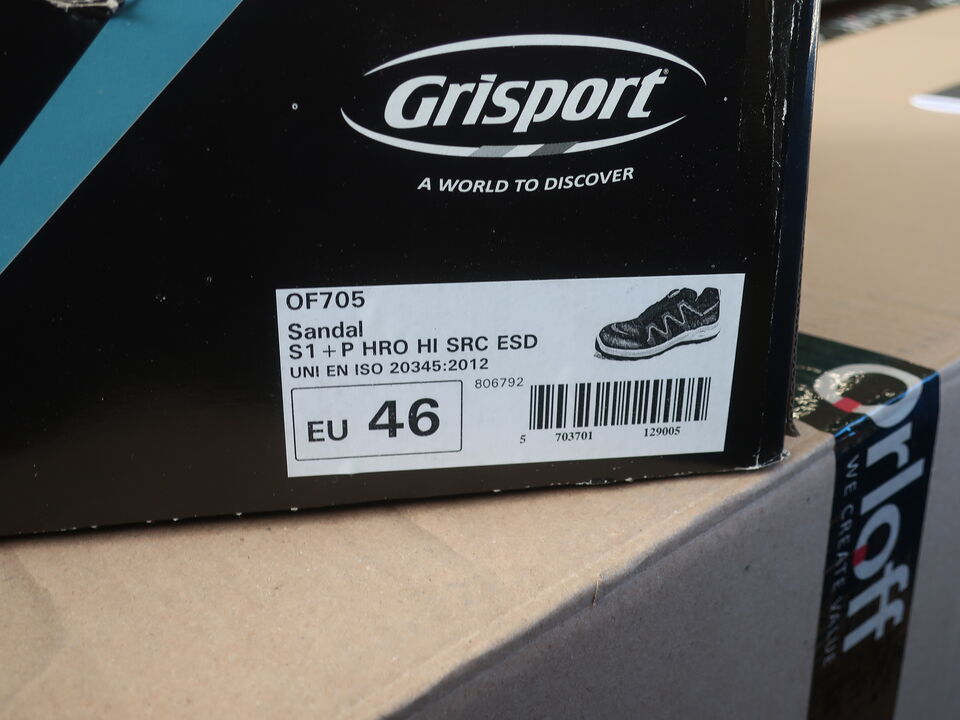 Grisport®
A WORLD TO DISCOVER
OF705
Sandal
S1+P HRO HI SRC ESD
UNI EN ISO 20345:2012
806792
EU 46
5 703701 129005
Orloff
WE CREATE VALUE